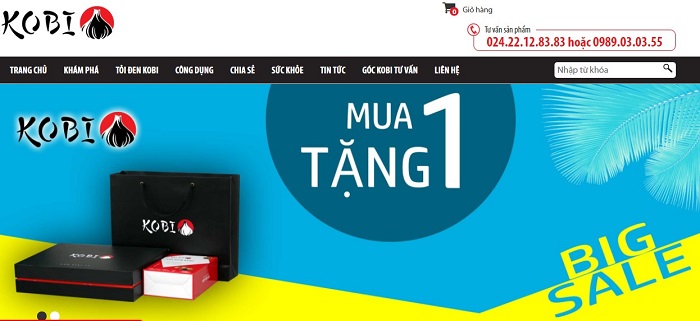 KOBI
0 Giỏ hàng
Tư vấn sản phẩm
024.22.12.83.83 hoặc 0989.03.03.55
TRANG CHỦ KHÁM PHÁ TỎI ĐEN KOBI CÔNG DỤNG CHIA SẺ SỨC KHỎE TIN TỨC GÓC KOBI TƯ VẤN LIÊN HỆ Nhập từ khóa
KOBI
MUA 1
TẶNG
KOBI
KOBI
BIG
SALE